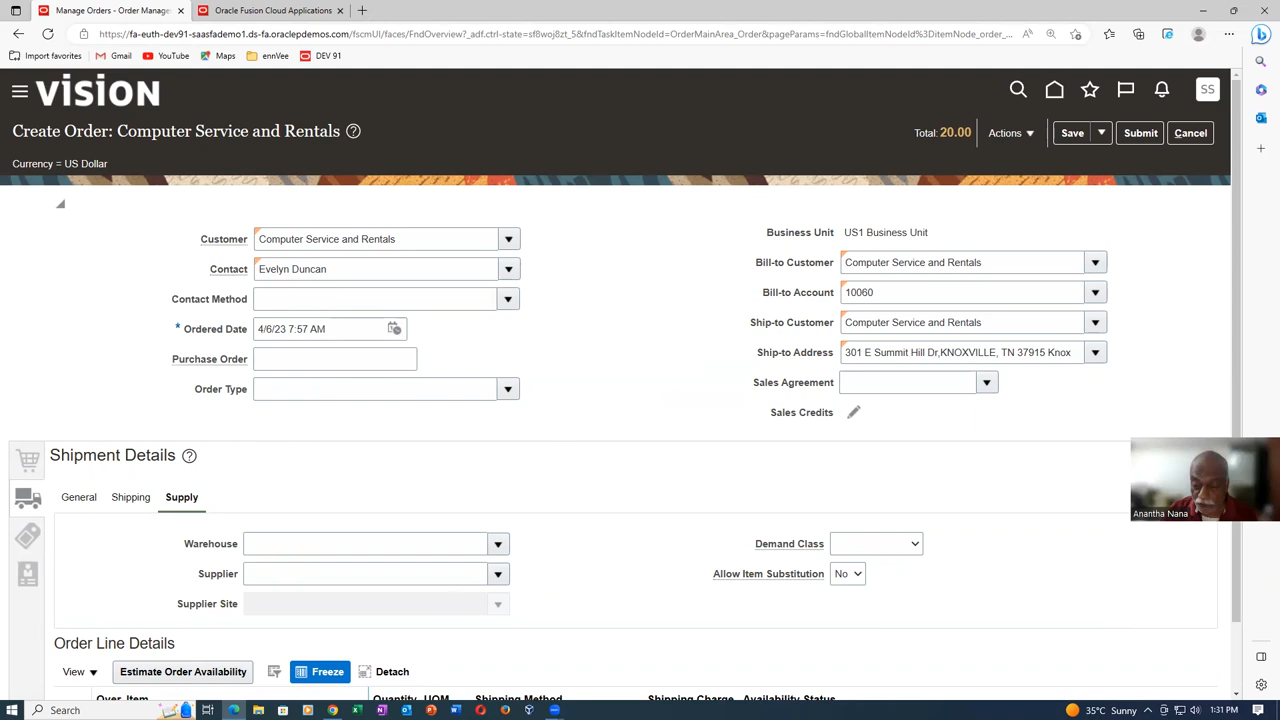 Manage Orders - Order Manage
Oracle Fusion Cloud Applications
https://fa-euth-dev91-saasfademo1.ds-fa.oraclepdemos.com/fscmUI/faces/FndOverview?_adf.ctrl-state=sf8woj8zt_5&fndTaskItemNodeId=OrderMainArea_Order&pageParams=fndGlobalItemNodeId%3DitemNode_order_...
Import favorites
Gmail
YouTube
Maps
ennVee
DEV 91
VISION
SS
Create Order: Computer Service and Rentals
Total: 20.00
Actions
Save
Submit
Cancel
Currency = US Dollar
Customer
Computer Service and Rentals
Business Unit
US1 Business Unit
Contact
Evelyn Duncan
Bill-to Customer
Computer Service and Rentals
Contact Method
Bill-to Account
10060
* Ordered Date
4/6/23 7:57 AM
Ship-to Customer
Computer Service and Rentals
Purchase Order
Ship-to Address
301 E Summit Hill Dr,KNOXVILLE, TN 37915 Knox
Order Type
Sales Agreement
Sales Credits
Shipment Details
General
Shipping
Supply
Warehouse
Demand Class
Supplier
Allow Item Substitution
No
Supplier Site
Anantha Nana
Order Line Details
View
Estimate Order Availability
Freeze
Detach
Over Item
Quantity
UOM
Shipping Method
Shipping Charge
Availability Status
Search
35°C Sunny
1:31 PM